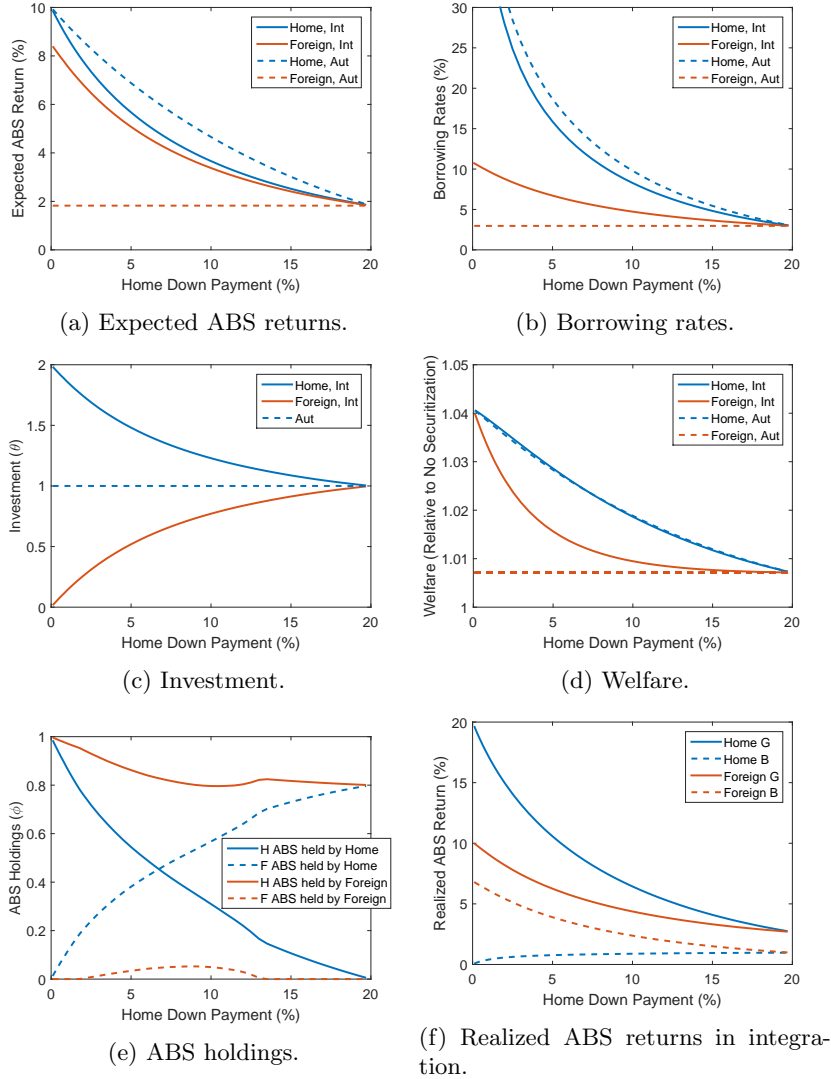 Expected ABS Return (%)
10
8
6
4
2
0
Home, Int
Foreign, Int
Home, Aut
Foreign, Aut
0 5 10 15 20
Home Down Payment (%)
(a) Expected ABS returns.
Borrowing Rates (%)
30
25
20
15
10
5
0
Home, Int
Foreign, Int
Home, Aut
Foreign, Aut
0 5 10 15 20
Home Down Payment (%)
(b) Borrowing rates.
Investment (θ)
2
1.5
1
0.5
0
Home, Int
Foreign, Int
Aut
0 5 10 15 20
Home Down Payment (%)
(c) Investment.
Welfare (Relative to No Securitization)
1.05
1.04
1.03
1.02
1.01
1
Home, Int
Foreign, Int
Home, Aut
Foreign, Aut
0 5 10 15 20
Home Down Payment (%)
(d) Welfare.
ABS Holdings (ϕ)
1
0.8
0.6
0.4
0.2
0
H ABS held by Home
F ABS held by Home
H ABS held by Foreign
F ABS held by Foreign
0 5 10 15 20
Home Down Payment (%)
(e) ABS holdings.
Realized ABS Return (%)
20
15
10
5
0
Home G
Home B
Foreign G
Foreign B
0 5 10 15 20
Home Down Payment (%)
(f) Realized ABS returns in integra-
tion.